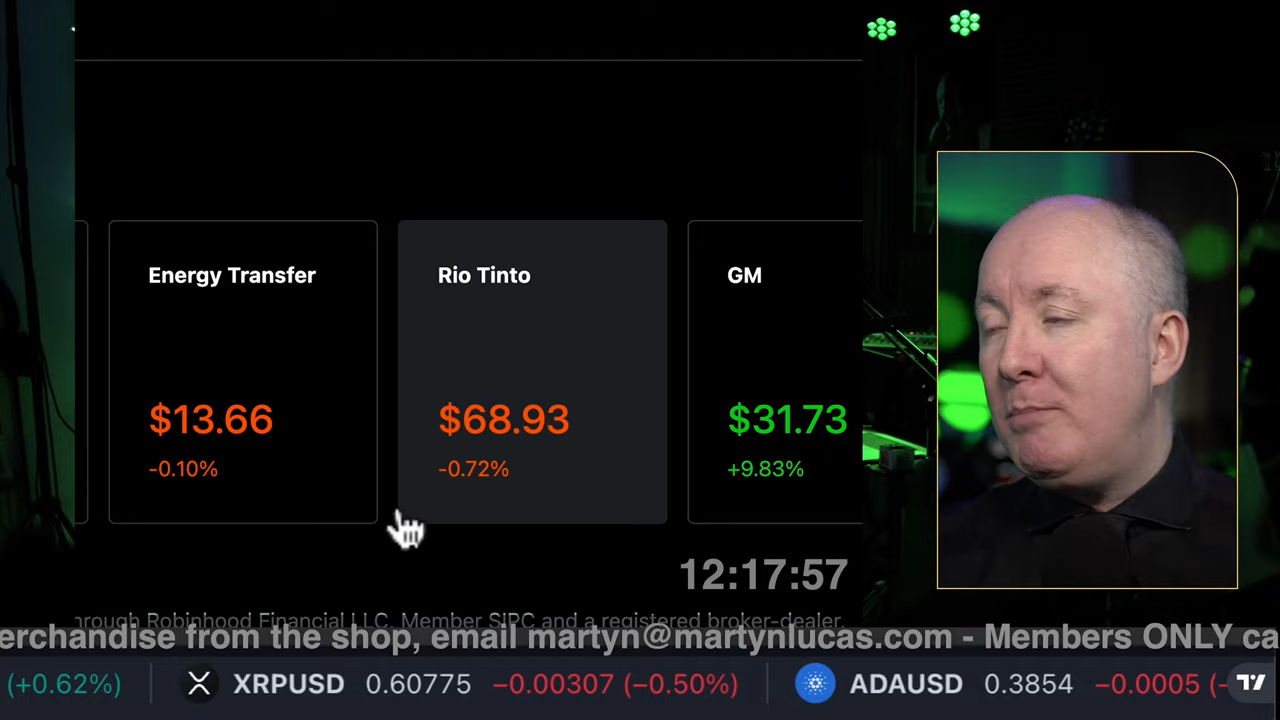 Energy Transfer
$13.66
-0.10%
Rio Tinto
$68.93
-0.72%
GM
$31.73
+9.83%
12:17:57
hrough Robinhood Financial LLC. Member SIPC and a registered broker-dealer.
erchandise from the shop, email martyn@martynlucas.com - Members ONLY ca
(+0.62%) XRPUSD 0.60775 −0.00307 (−0.50%) ADAUSD 0.3854 −0.0005 (−